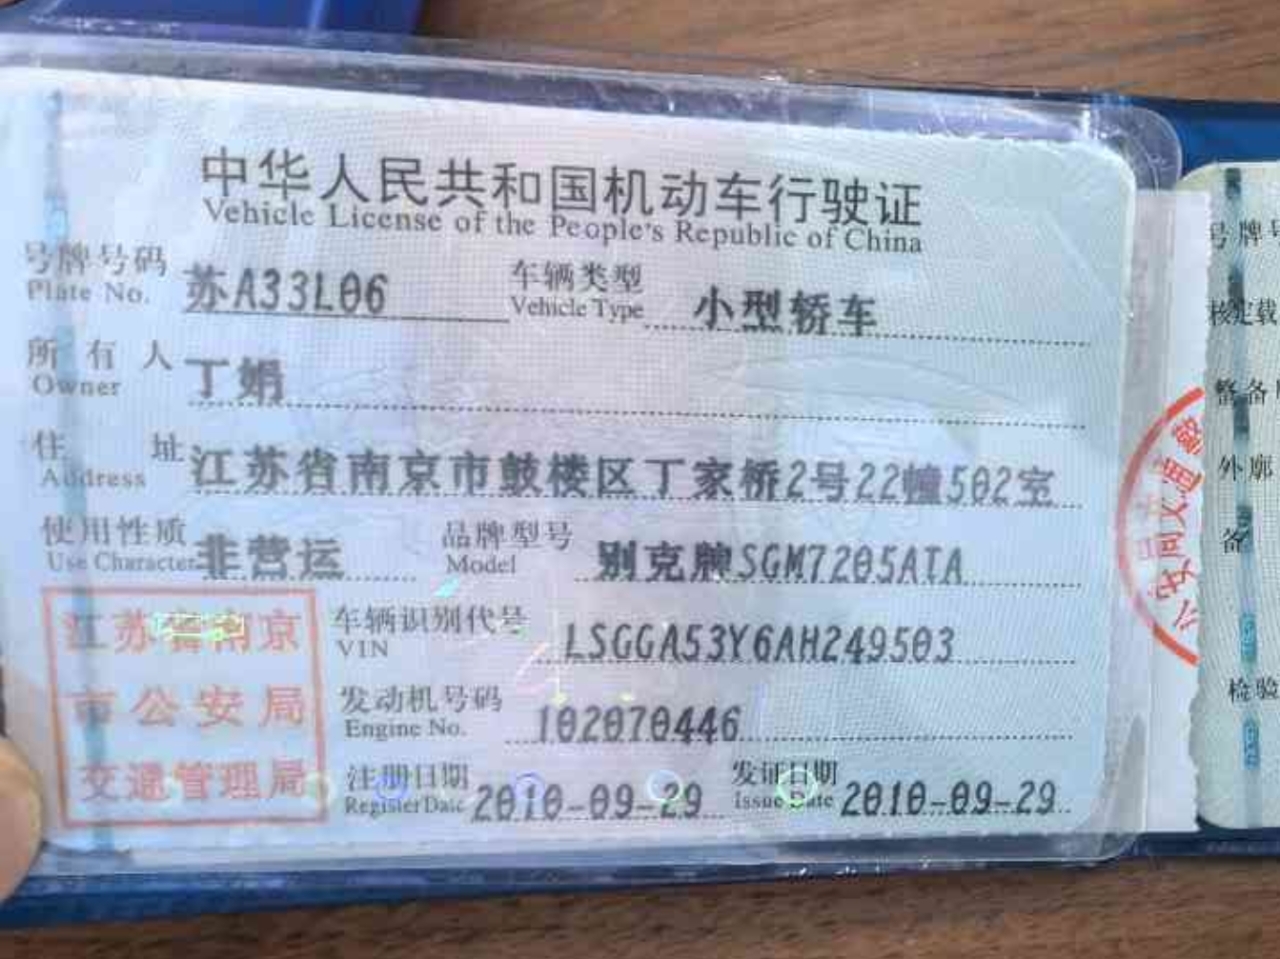 中华人民共和国机动车行驶证
Vehicle License of the People's Republic of China
号牌号码 苏A33L06 车辆类型 小型轿车
Plate No. Vehicle Type
所有人 丁娟
Owner
住址 江苏省南京市鼓楼区丁家桥2号22幢502室
Address
使用性质 非营运 品牌型号 别克牌SGM7205ATA
Use Character Model
江苏省南京
市公安局
交通管理局
车辆识别代号 LSGGA53Y6AH249503
VIN
发动机号码 102070446
Engine No.
注册日期 2010-09-29 发证日期 2010-09-29
Register Date Issue Date
号牌号
核定载
整备
外廓
备
检验